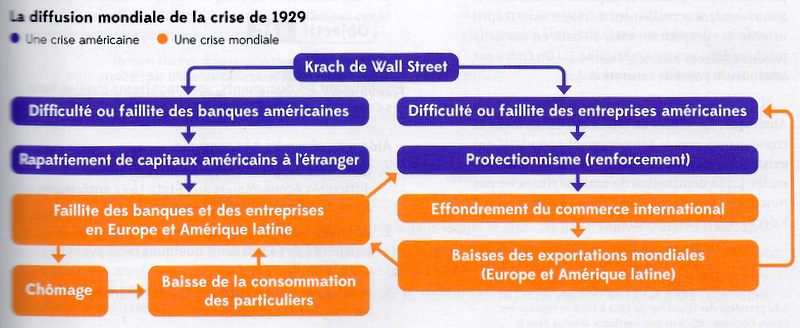 La diffusion mondiale de la crise de 1929
Une crise américaine
Une crise mondiale
Krach de Wall Street
Difficulté ou faillite des banques américaines
Difficulté ou faillite des entreprises américaines
Rapatriement de capitaux américains à l'étranger
Protectionnisme (renforcement)
Faillite des banques et des entreprises
en Europe et Amérique latine
Effondrement du commerce international
Baisses des exportations mondiales
(Europe et Amérique latine)
Chômage
Baisse de la consommation
des particuliers